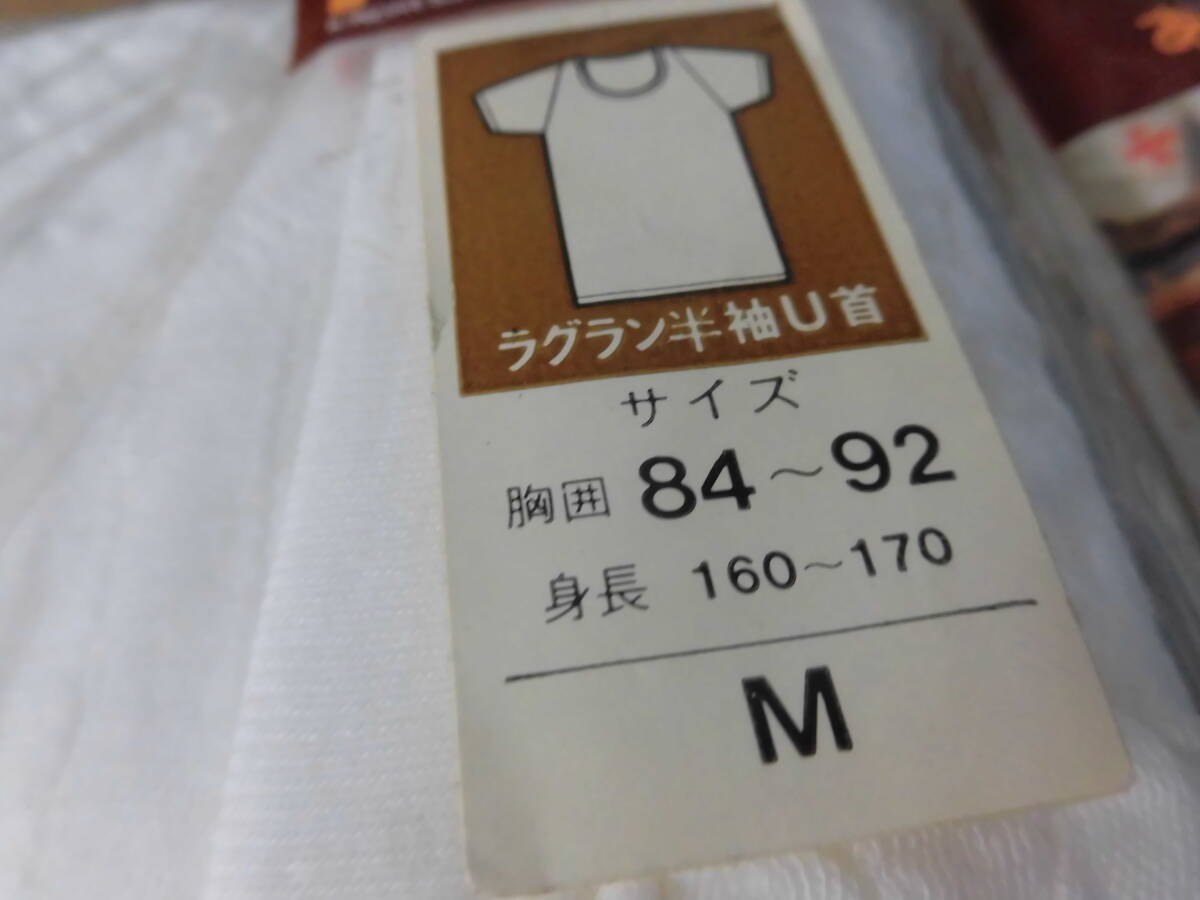 ラグラン半袖U首
サイズ
胸囲 84～92
身長 160～170
M